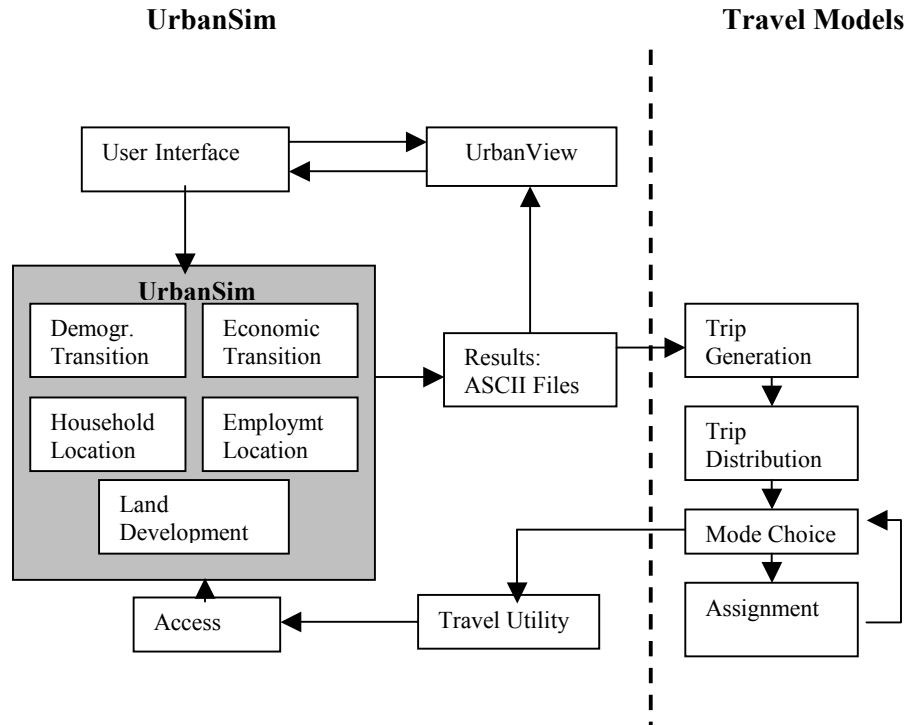 UrbanSim
Travel Models
User Interface
UrbanView
UrbanSim
Demogr.
Transition
Economic
Transition
Household
Location
Employmt
Location
Land
Development
Results:
ASCII Files
Trip
Generation
Trip
Distribution
Mode Choice
Assignment
Travel Utility
Access